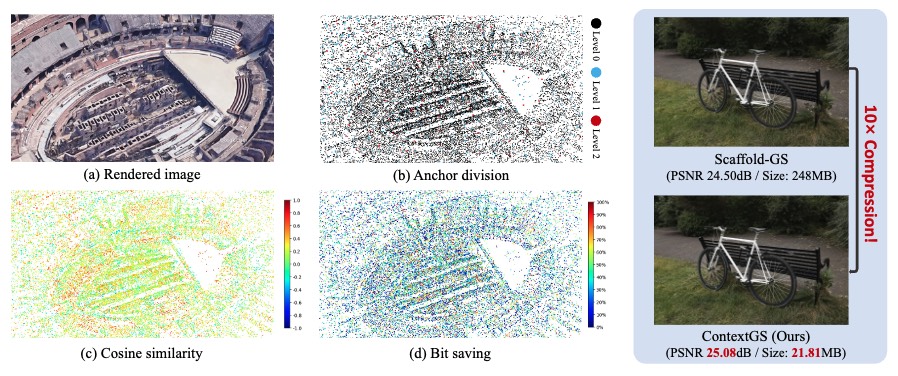 (a) Rendered image
Level 0
Level 1
Level 2
(b) Anchor division
1.0
0.8
0.6
0.4
0.2
0.0
-0.2
-0.4
-0.6
-0.8
-1.0
(c) Cosine similarity
100%
90%
80%
70%
60%
50%
40%
30%
20%
10%
0%
(d) Bit saving
Scaffold-GS
(PSNR 24.50dB / Size: 248MB)
10× Compression!
ContextGS (Ours)
(PSNR 25.08dB / Size: 21.81MB)